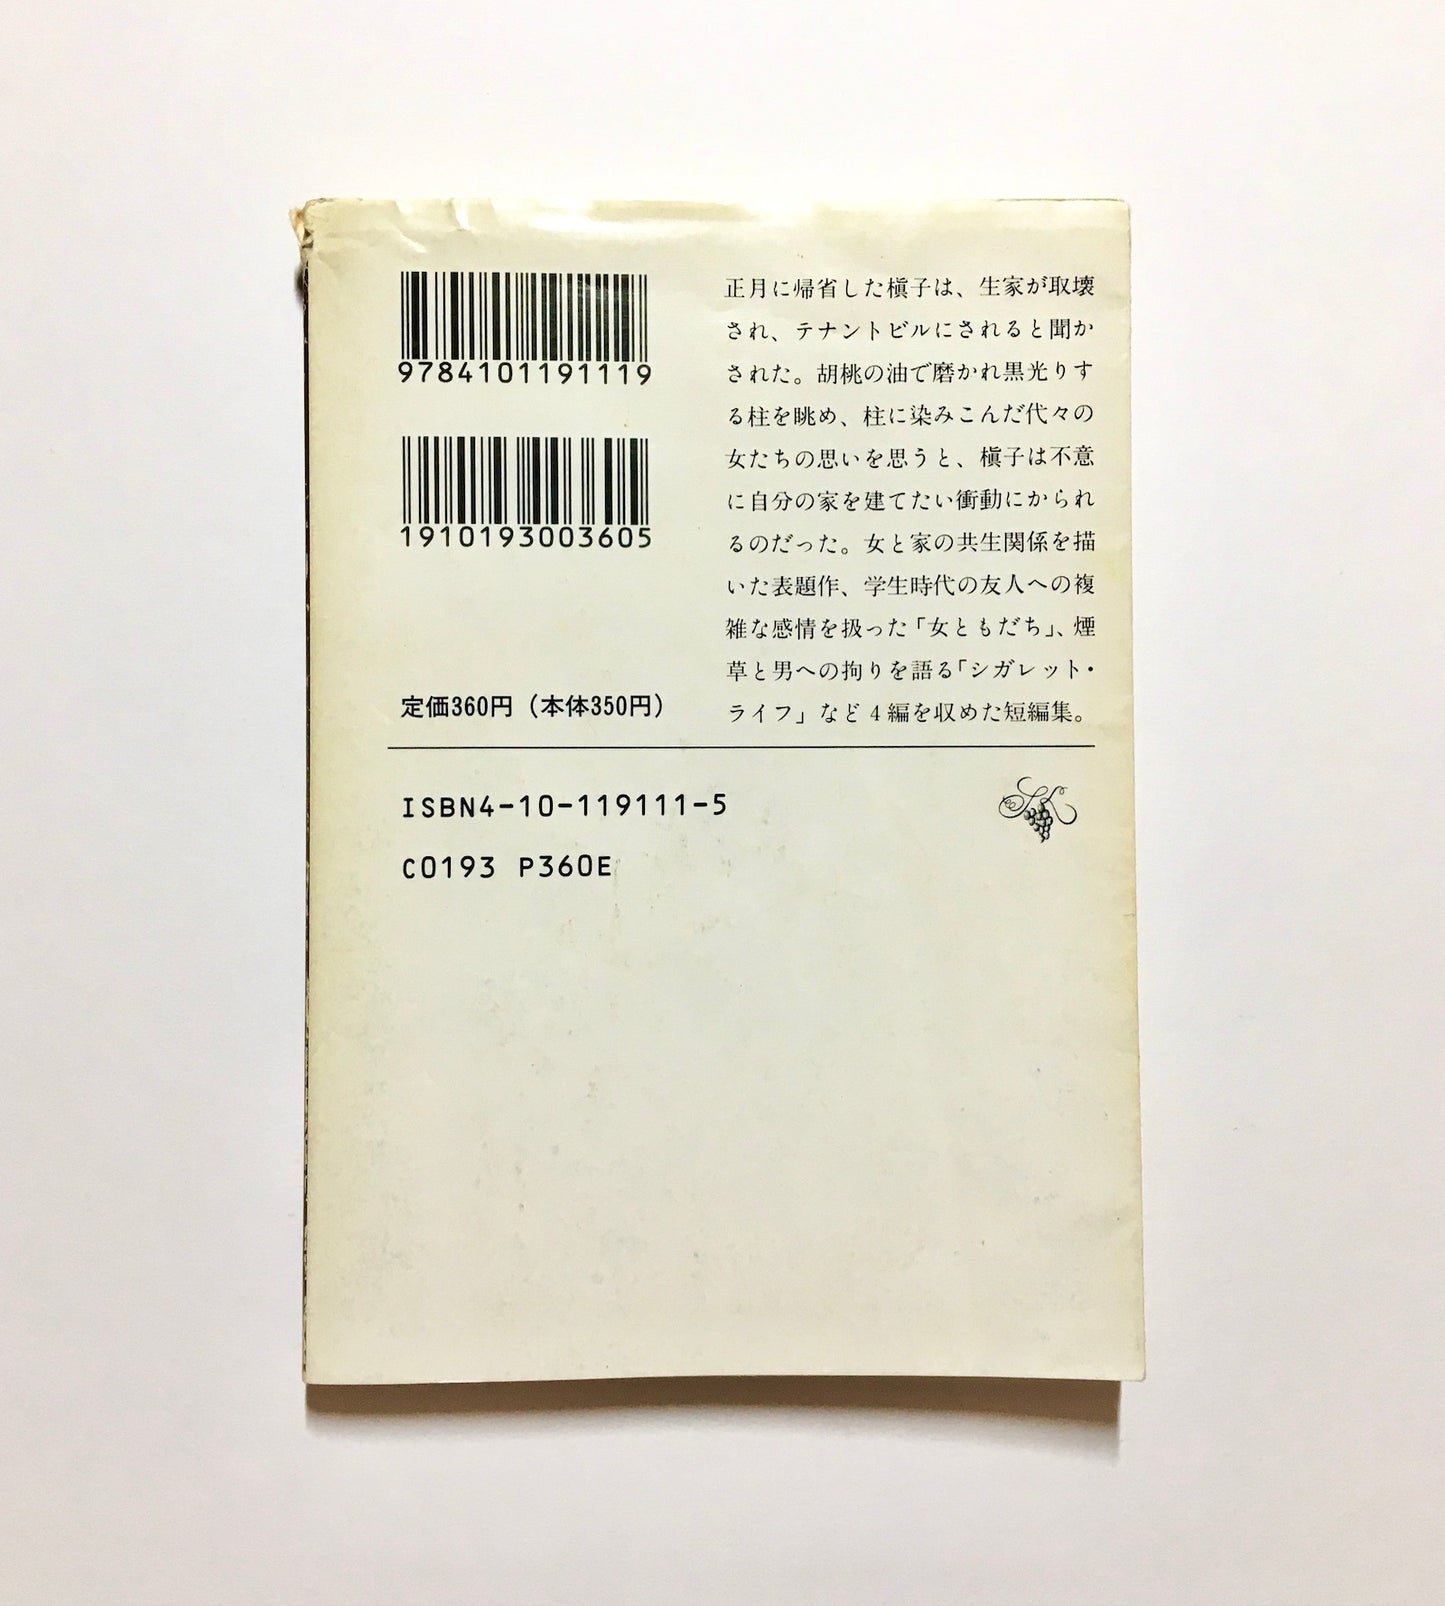 9784101191119
1910193003605
定価360円（本体350円）
正月に帰省した槇子は、生家が取壊
され、テナントビルにされると聞か
された。胡桃の油で磨かれ黒光りす
る柱を眺め、柱に染みこんだ代々の
女たちの思いを思うと、槇子は不意
に自分の家を建てたい衝動にかられ
るのだった。女と家の共生関係を描
いた表題作、学生時代の友人への複
雑な感情を扱った「女ともだち」、煙
草と男への拘りを語る「シガレット・
ライフ」など4編を収めた短編集。
ISBN4-10-119111-5
C0193 P360E